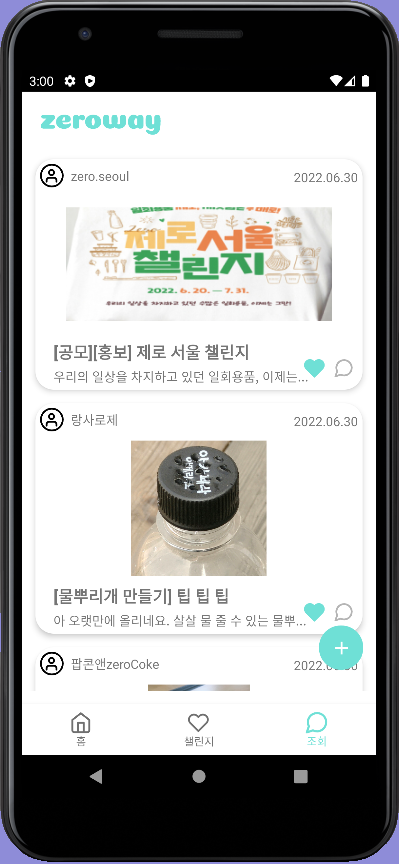 3:00
zeroway
zero.seoul
2022.06.30
제로 서울
챌린지
2022. 6. 20. — 7. 31.
[공모][홍보] 제로 서울 챌린지
우리의 일상을 차지하고 있던 일회용품, 이제는...
랑사로제
2022.06.30
[물뿌리개 만들기] 팁 팁 팁
아 오랫만에 올리네요. 살살 물 줄 수 있는 물뿌...
팝콘앤zeroCoke
홈
챌린지
조회